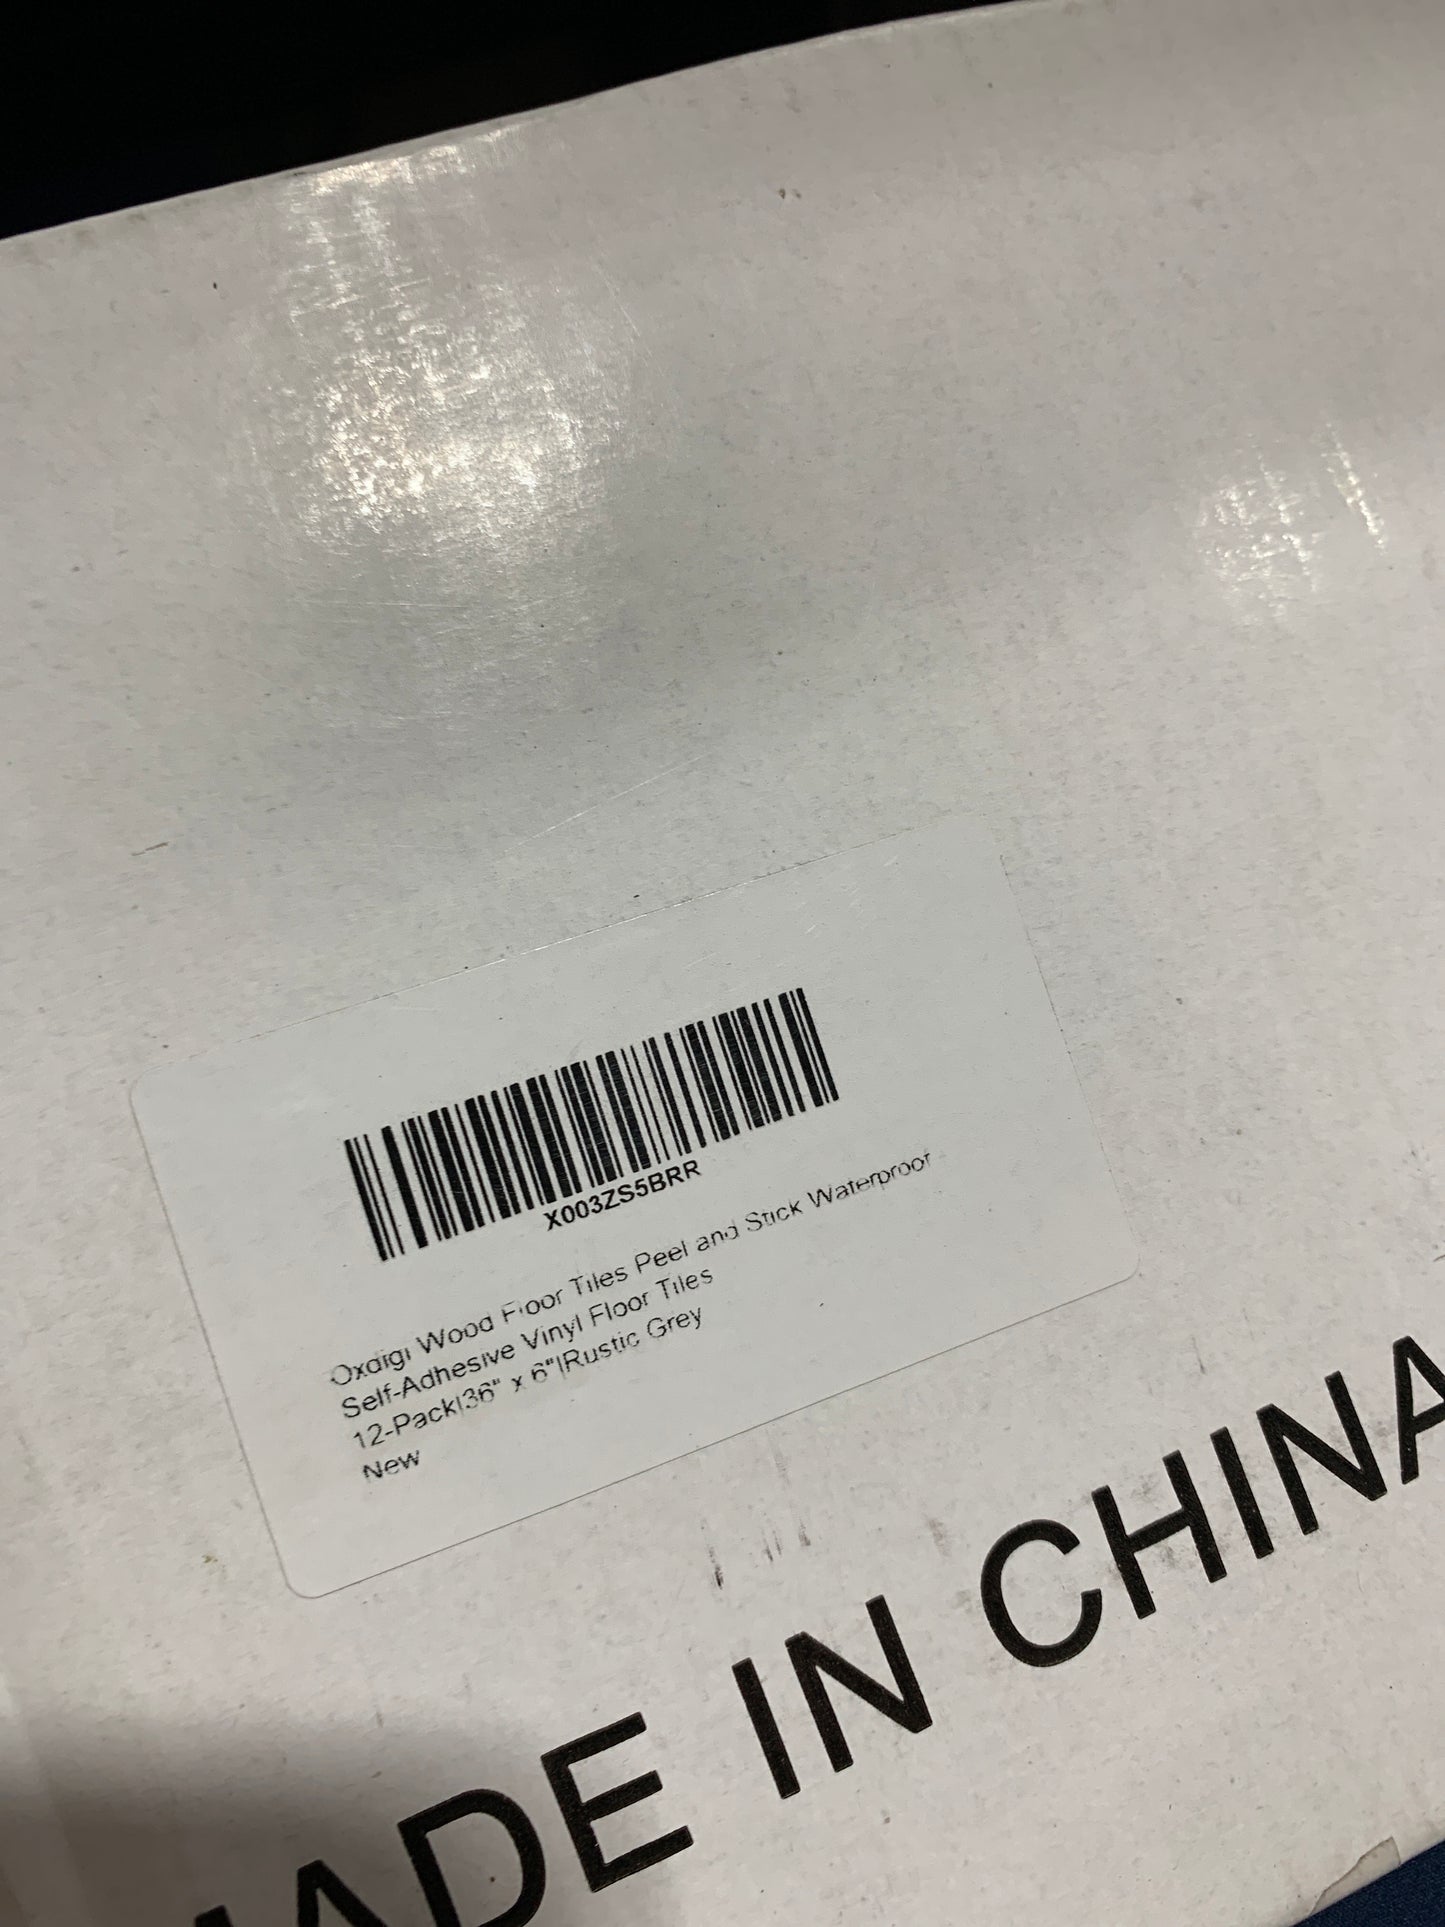 X003ZS5BRR
Oxdigi Wood Floor Tiles Peel and Stick Waterproof
Self-Adhesive Vinyl Floor Tiles
12-Pack|36" x 6"|Rustic Grey
New
MADE IN CHINA